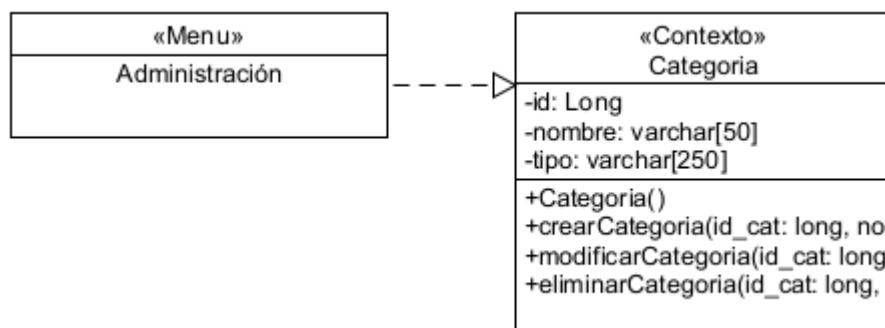 «Menu»
Administración
«Contexto»
Categoria
-id: Long
-nombre: varchar[50]
-tipo: varchar[250]
+Categoria()
+crearCategoria(id_cat: long, no
+modificarCategoria(id_cat: long
+eliminarCategoria(id_cat: long,